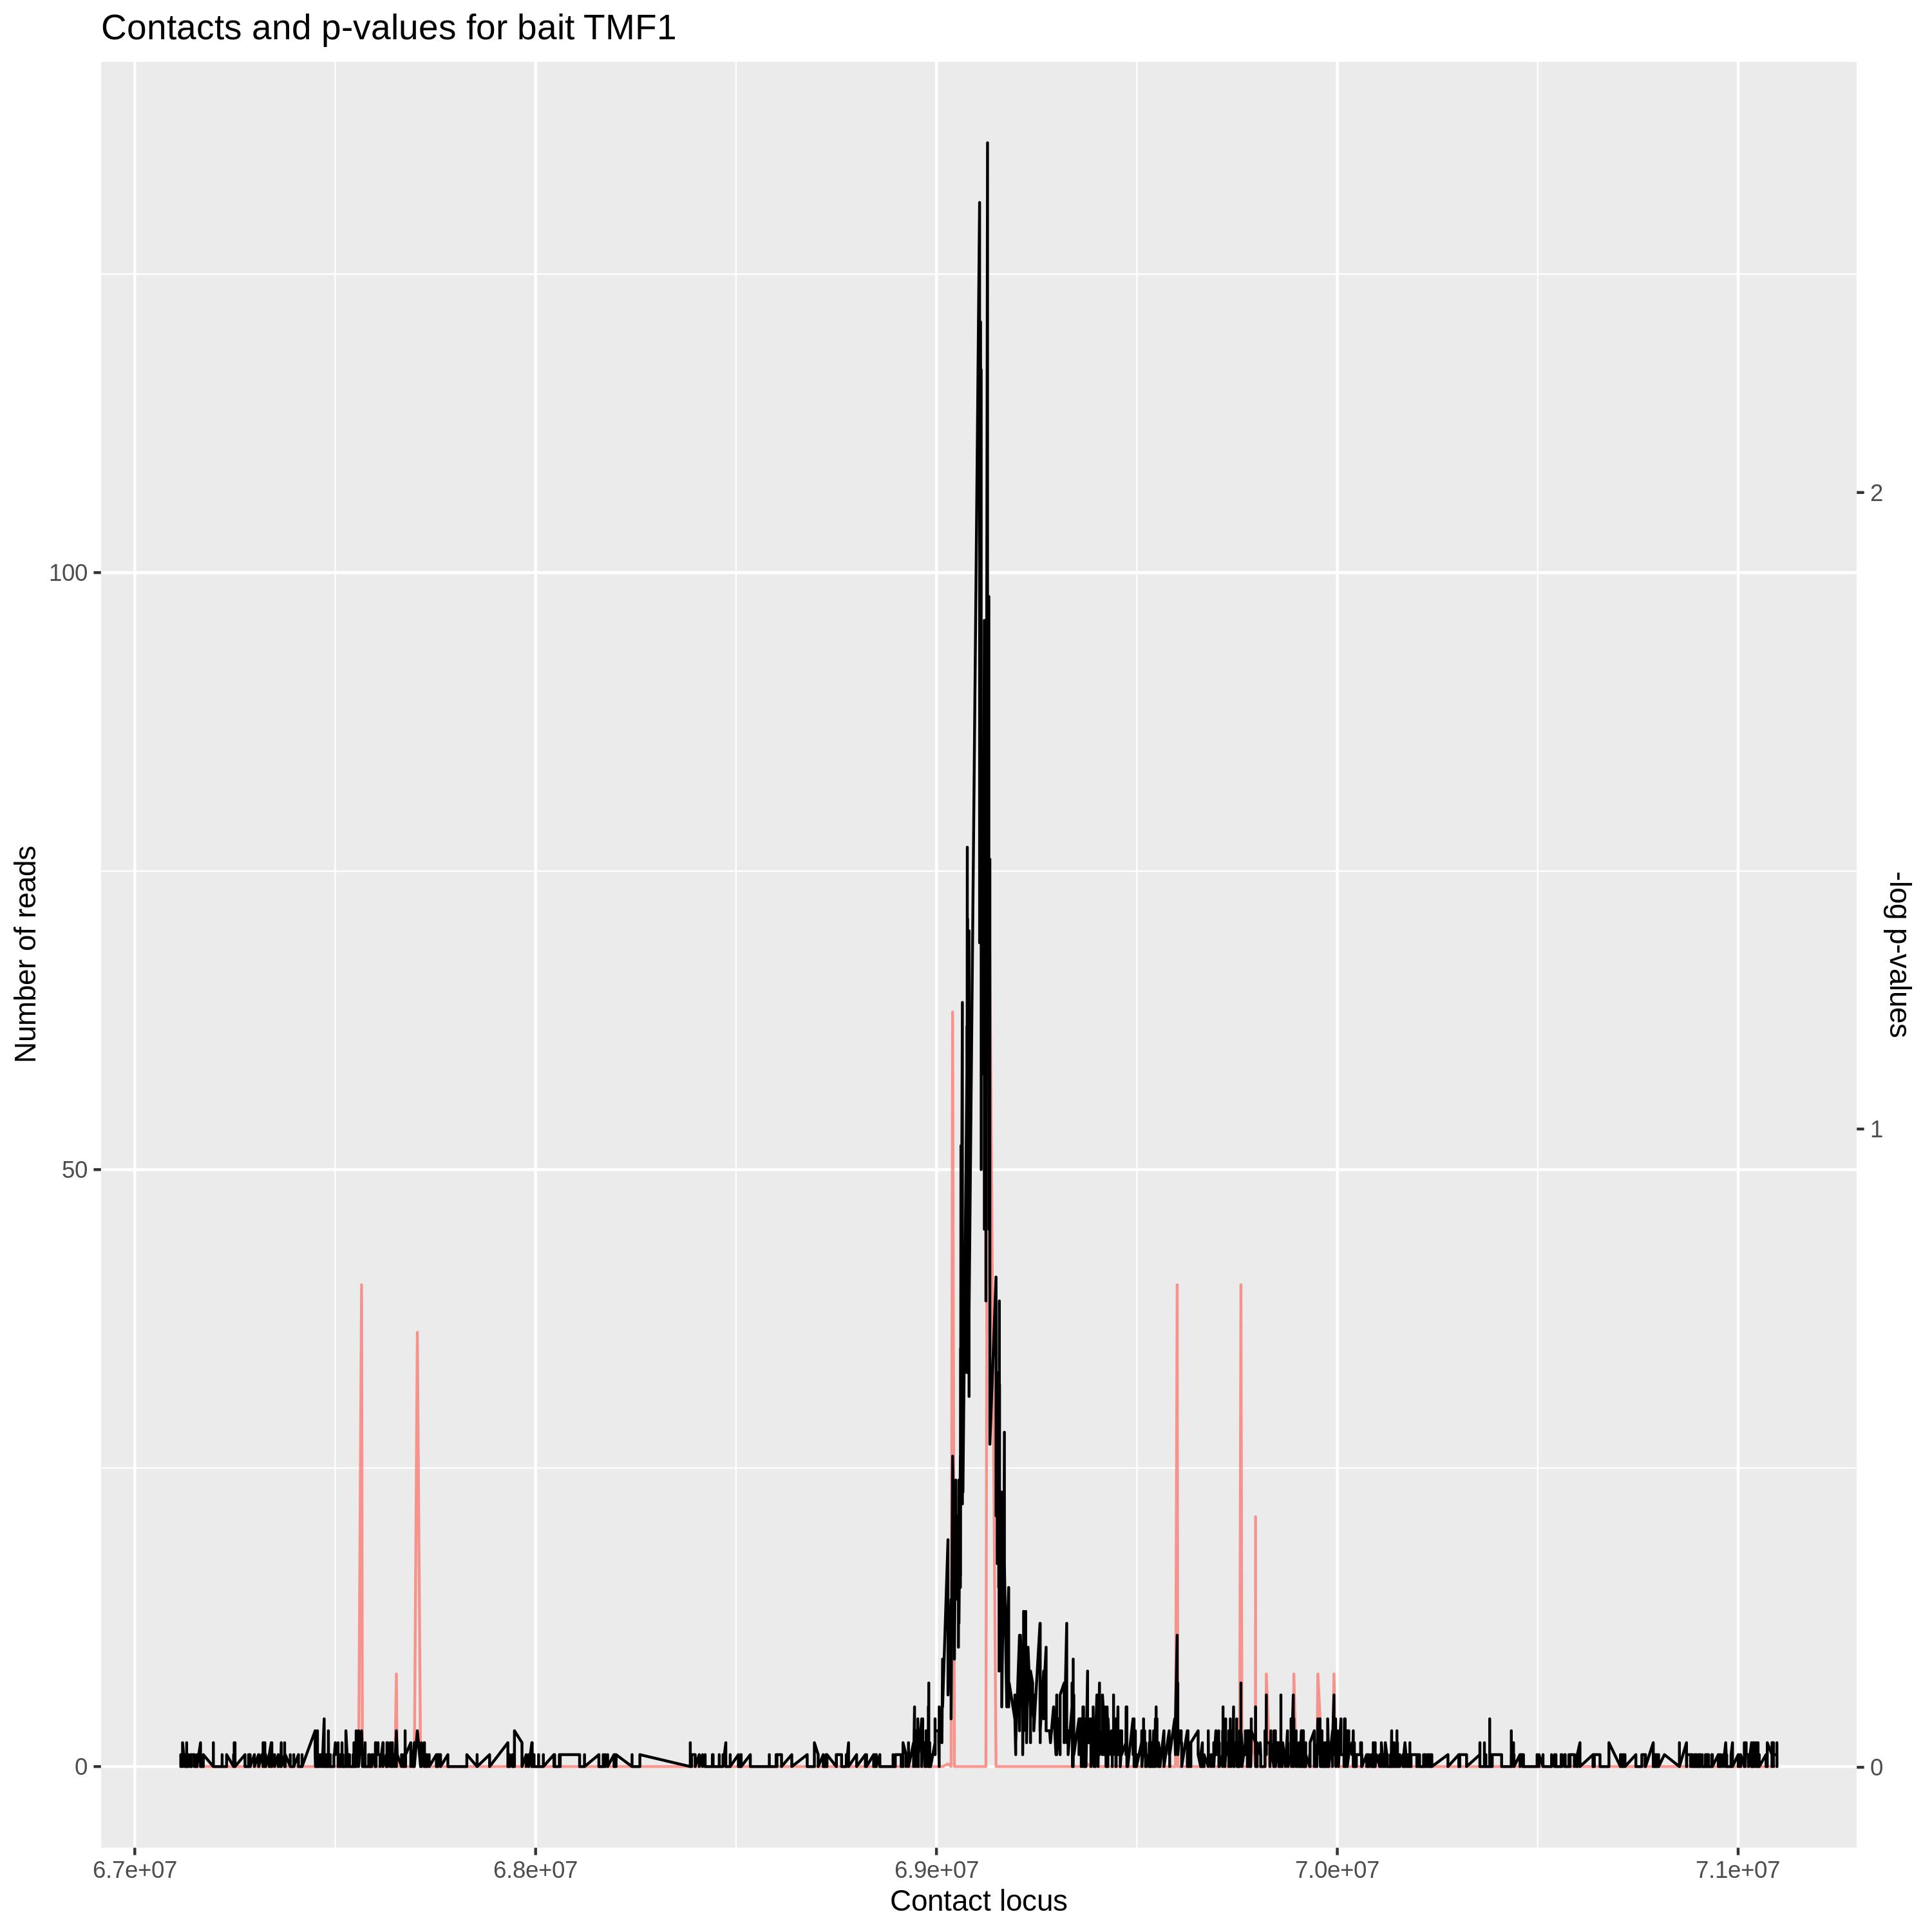 Contacts and p-values for bait TMF1
Number of reads
100
50
0
2
1
0
-log p-values
6.7e+07
6.8e+07
6.9e+07
7.0e+07
7.1e+07
Contact locus